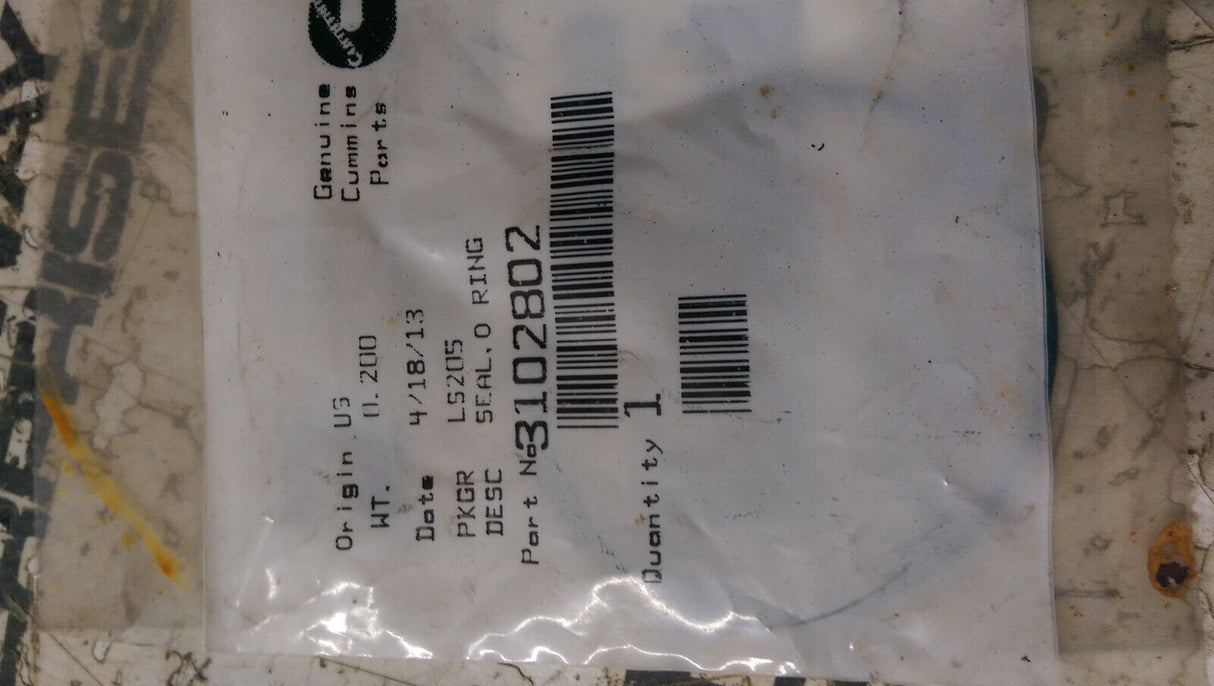 Genuine
Cummins
Parts
Origin US
WT. 0.200
Date 4/18/13
PKGR LS205
DESC SEAL,O RING
Part No 3102802
Quantity 1